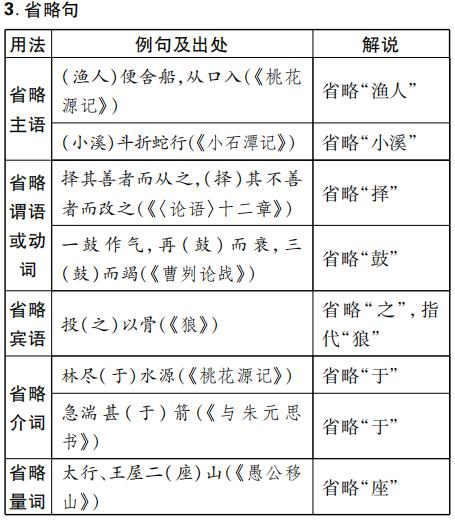 3. 省略句
用法
例句及出处
解说
省略
主语
(渔人)便舍船,从口入(《桃花
源记》)
省略“渔人”
(小溪)斗折蛇行(《小石潭记》)
省略“小溪”
省略
谓语
或动
词
择其善者而从之,(择)其不善
者而改之(《〈论语〉十二章》)
省略“择”
一鼓作气,再(鼓)而衰,三
(鼓)而竭(《曹刿论战》)
省略“鼓”
省略
宾语
投(之)以骨(《狼》)
省略“之”,指
代“狼”
省略
介词
林尽(于)水源(《桃花源记》)
省略“于”
急湍甚(于)箭(《与朱元思
书》)
省略“于”
省略
量词
太行、王屋二(座)山(《愚公移
山》)
省略“座”